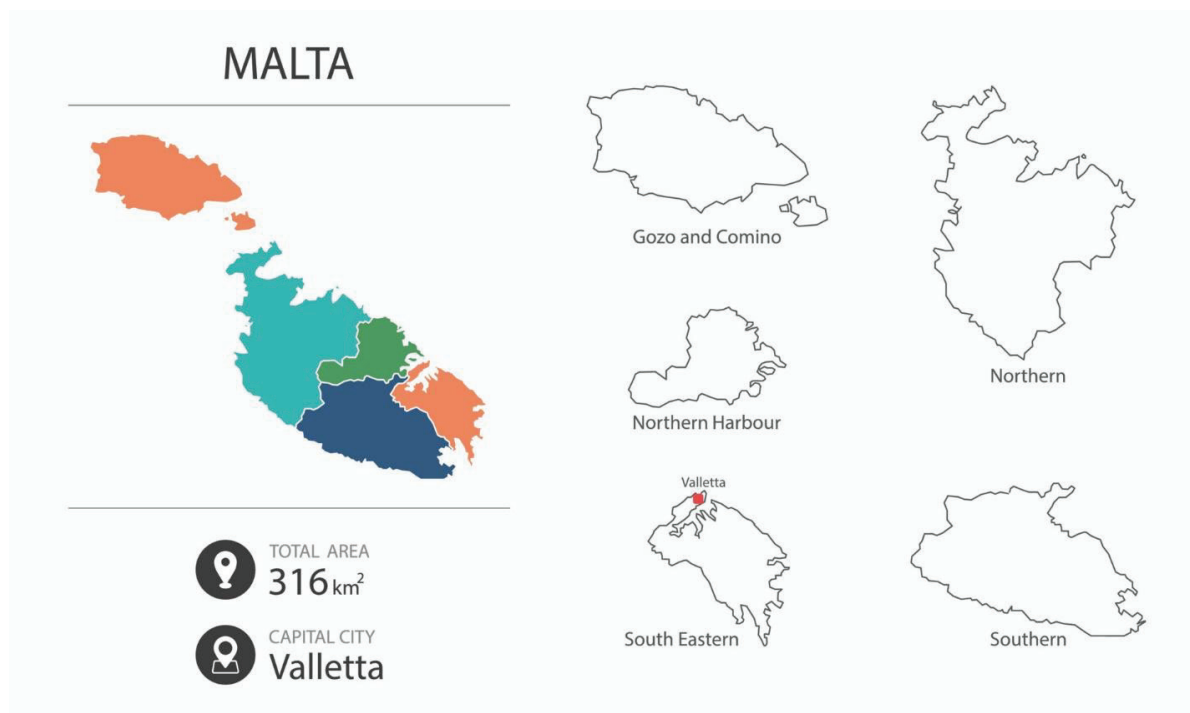 MALTA
TOTAL AREA
316 km²
CAPITAL CITY
Valletta
Gozo and Comino
Northern
Northern Harbour
Valletta
South Eastern
Southern